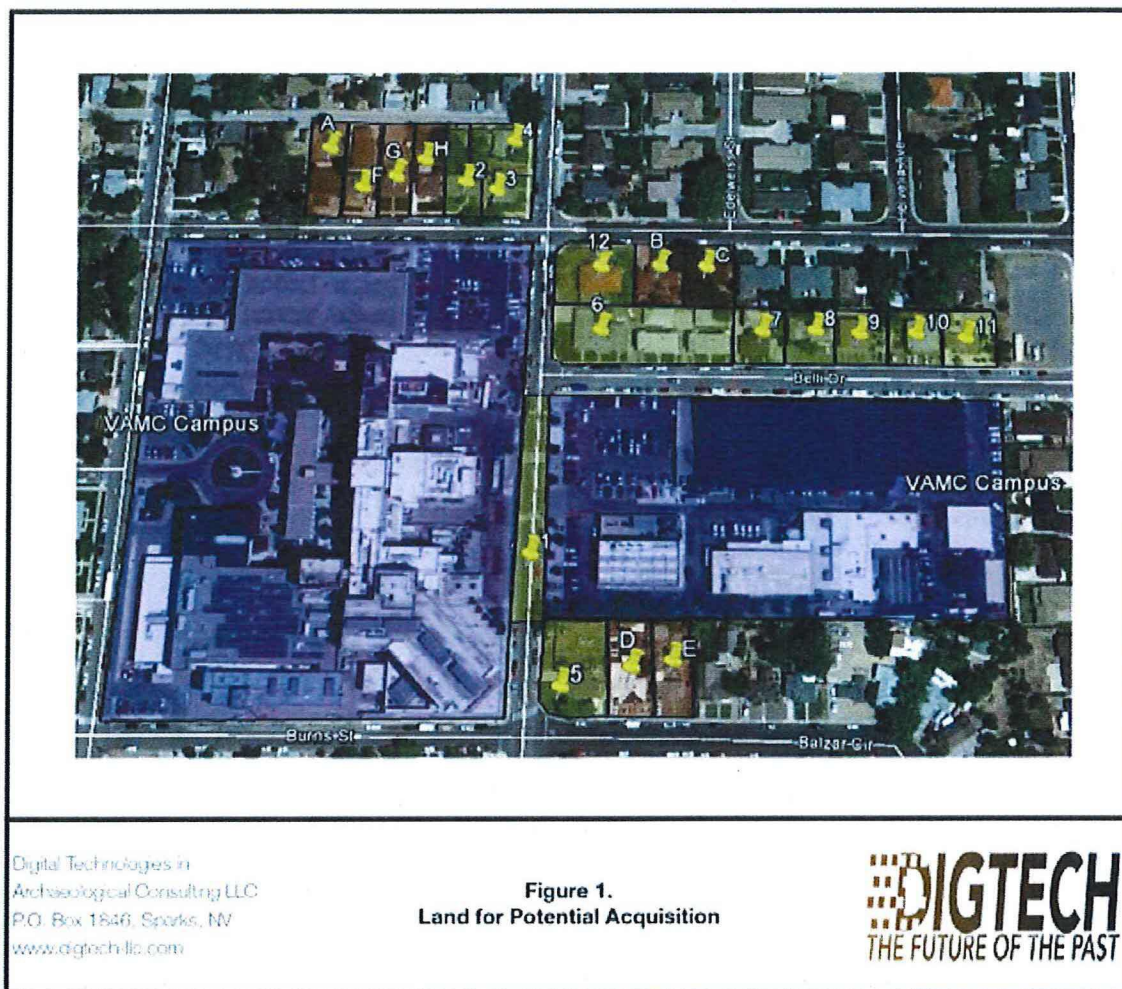 A
G
H
F
2
4
3
Edelweiss St
12
B
C
6
7
8
9
10
11
Belli Dr
VAMC Campus
VAMC Campus
1
D
E
5
Burns St
Balzar Cir
Digital Technologies in
Archaeological Consulting LLC
P.O. Box 1846, Sparks, NV
www.digtech-llc.com
Figure 1.
Land for Potential Acquisition
DIGTECH
THE FUTURE OF THE PAST